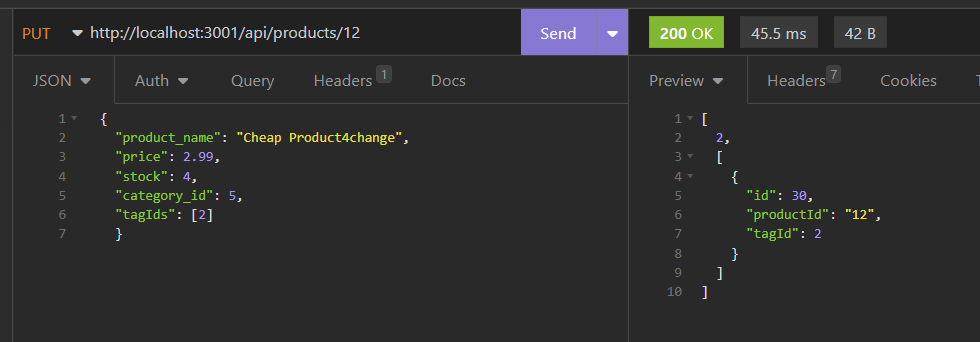 PUT http://localhost:3001/api/products/12 Send 200 OK 45.5 ms 42 B
JSON Auth Query Headers 1 Docs Preview Headers 7 Cookies
1 {
2 "product_name": "Cheap Product4change",
3 "price": 2.99,
4 "stock": 4,
5 "category_id": 5,
6 "tagIds": [2]
7 }
1 [
2 2,
3 [
4 {
5 "id": 30,
6 "productId": "12",
7 "tagId": 2
8 }
9 ]
10 ]